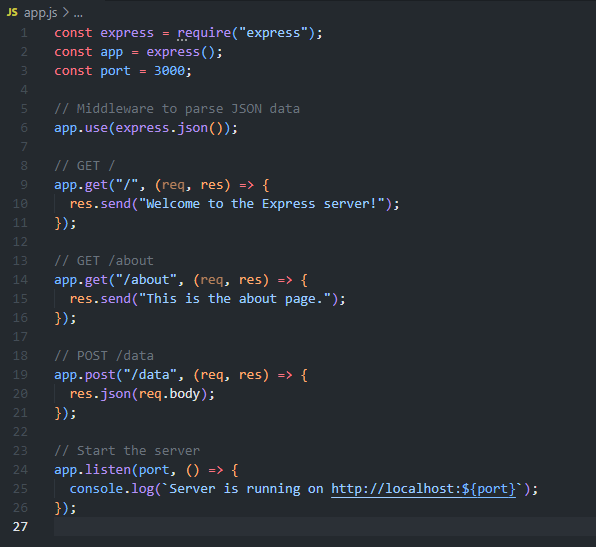 JS app.js > ...
1 const express = require("express");
2 const app = express();
3 const port = 3000;
4
5 // Middleware to parse JSON data
6 app.use(express.json());
7
8 // GET /
9 app.get("/", (req, res) => {
10   res.send("Welcome to the Express server!");
11 });
12
13 // GET /about
14 app.get("/about", (req, res) => {
15   res.send("This is the about page.");
16 });
17
18 // POST /data
19 app.post("/data", (req, res) => {
20   res.json(req.body);
21 });
22
23 // Start the server
24 app.listen(port, () => {
25   console.log(`Server is running on http://localhost:${port}`);
26 });
27